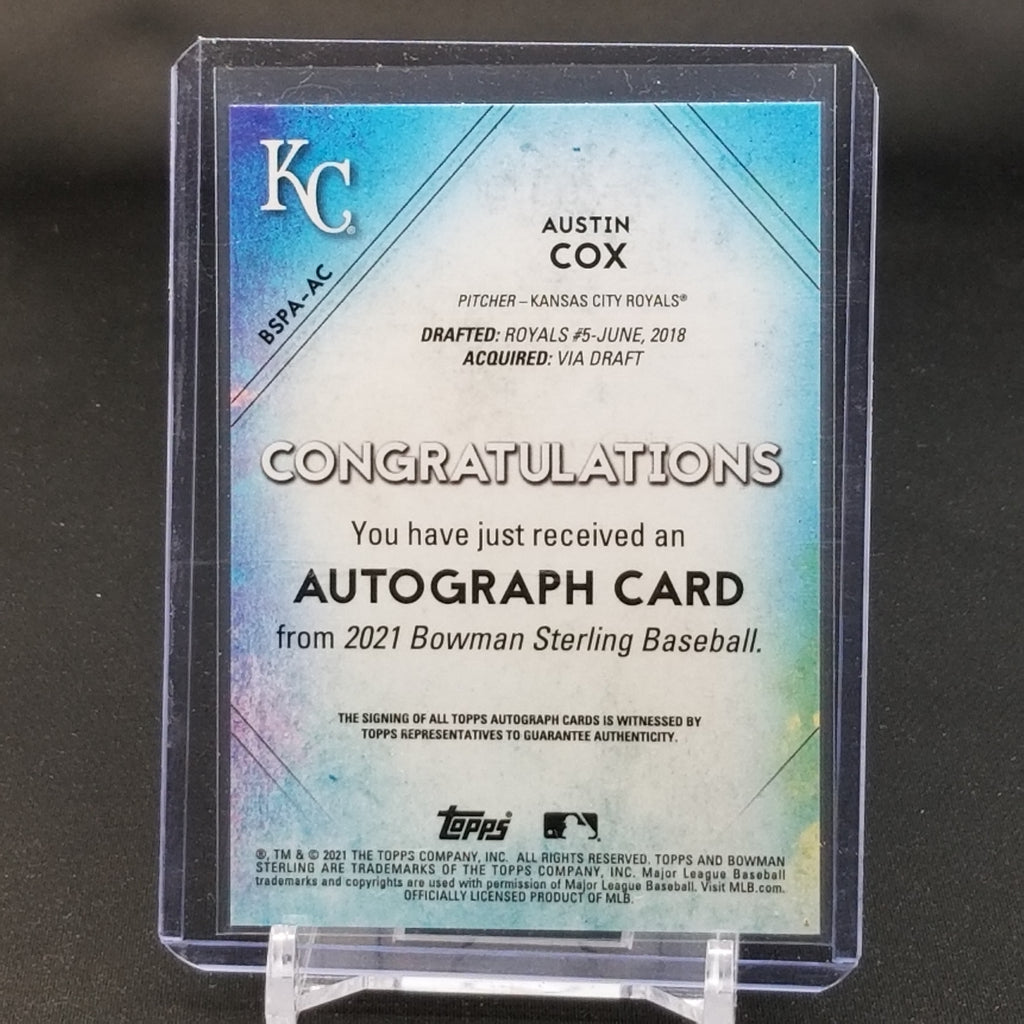 KC
BSPA-AC
AUSTIN
COX
PITCHER – KANSAS CITY ROYALS®
DRAFTED: ROYALS #5-JUNE, 2018
ACQUIRED: VIA DRAFT
CONGRATULATIONS
You have just received an
AUTOGRAPH CARD
from 2021 Bowman Sterling Baseball.
THE SIGNING OF ALL TOPPS AUTOGRAPH CARDS IS WITNESSED BY
TOPPS REPRESENTATIVES TO GUARANTEE AUTHENTICITY.
Topps
®, TM & © 2021 THE TOPPS COMPANY, INC. ALL RIGHTS RESERVED. TOPPS AND BOWMAN
STERLING ARE TRADEMARKS OF THE TOPPS COMPANY, INC. Major League Baseball
trademarks and copyrights are used with permission of Major League Baseball. Visit MLB.com.
OFFICIALLY LICENSED PRODUCT OF MLB.